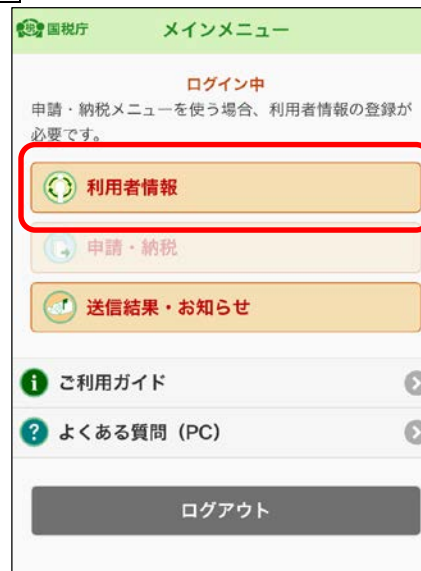 国税庁 メインメニュー
ログイン中
申請・納税メニューを使う場合、利用者情報の登録が
必要です。
利用者情報
申請・納税
送信結果・お知らせ
ご利用ガイド
よくある質問（PC）
ログアウト